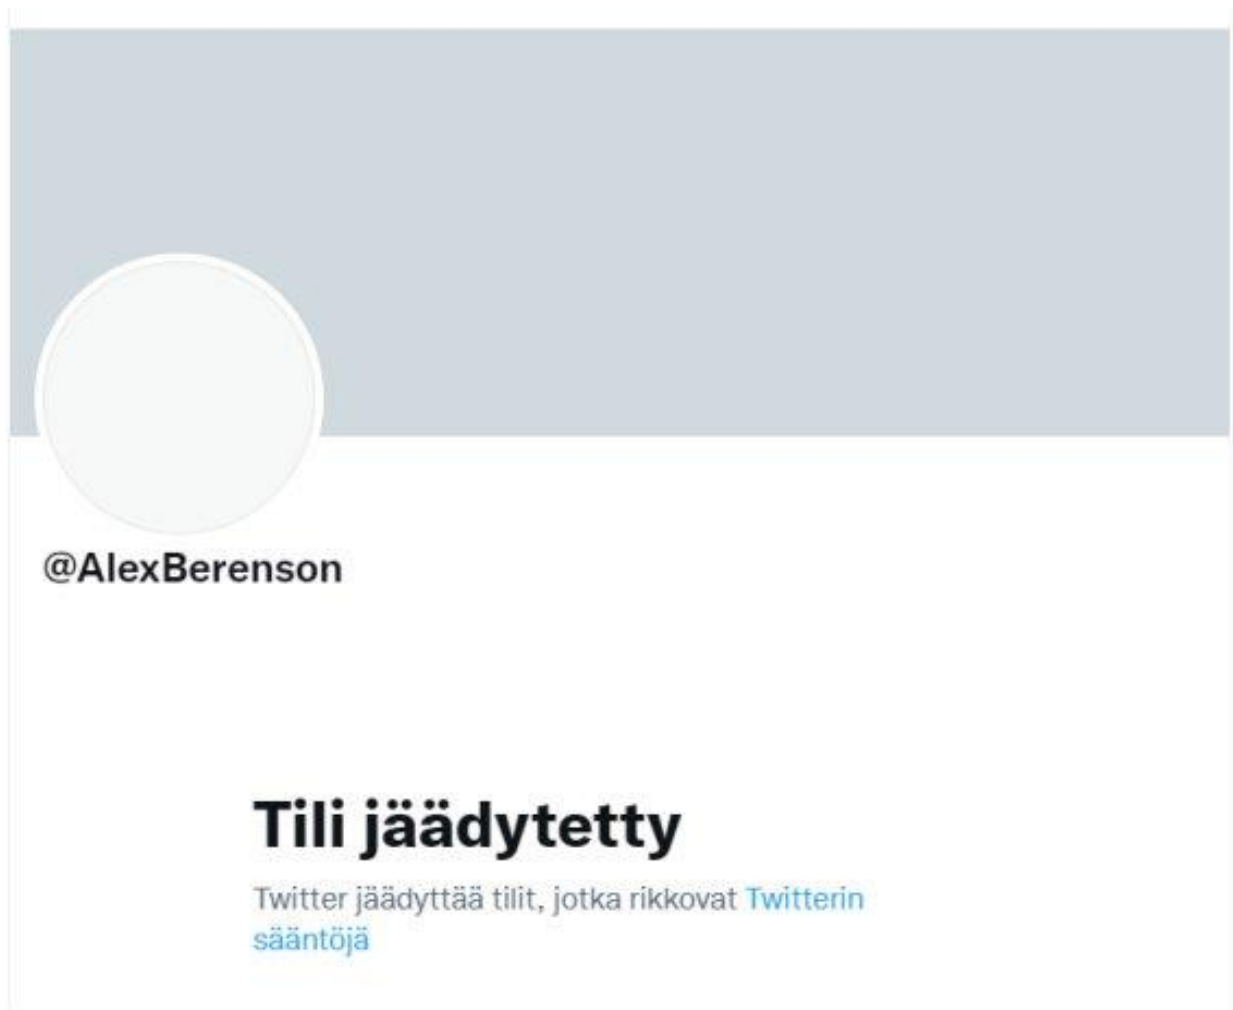 @AlexBerenson
Tili jäädytetty
Twitter jäädyttää tilit, jotka rikkovat Twitterin
sääntöjä